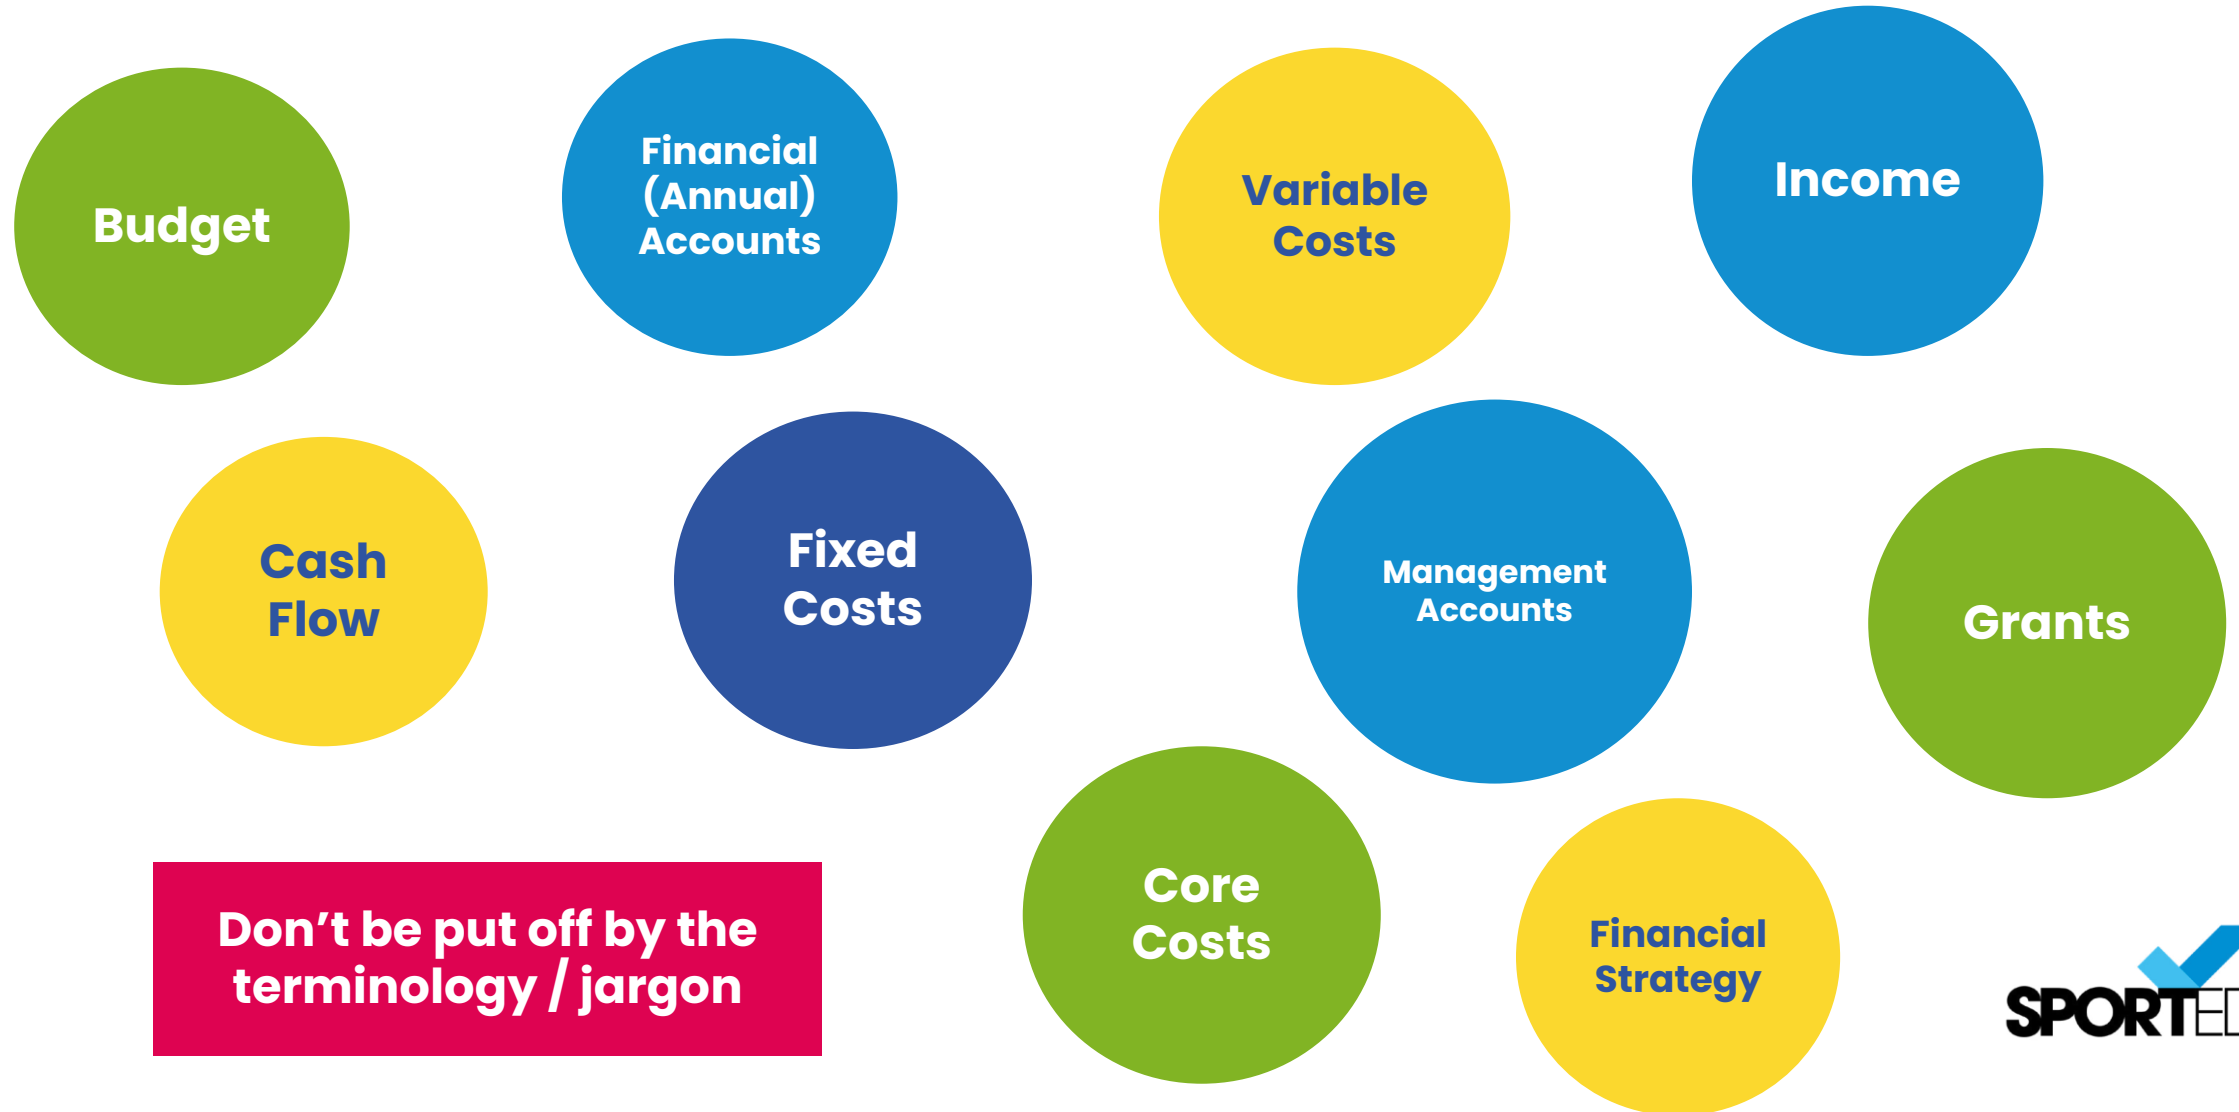 Budget
Financial
(Annual)
Accounts
Variable
Costs
Income
Cash
Flow
Fixed
Costs
Management
Accounts
Grants
Core
Costs
Financial
Strategy
Don’t be put off by the
terminology / jargon
SPORTED